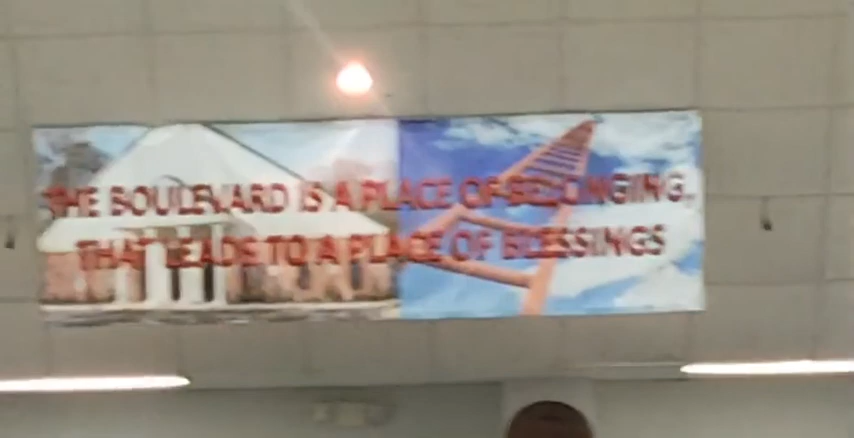 THE BOULEVARD IS A PLACE OF BELONGING,
THAT LEADS TO A PLACE OF BLESSINGS